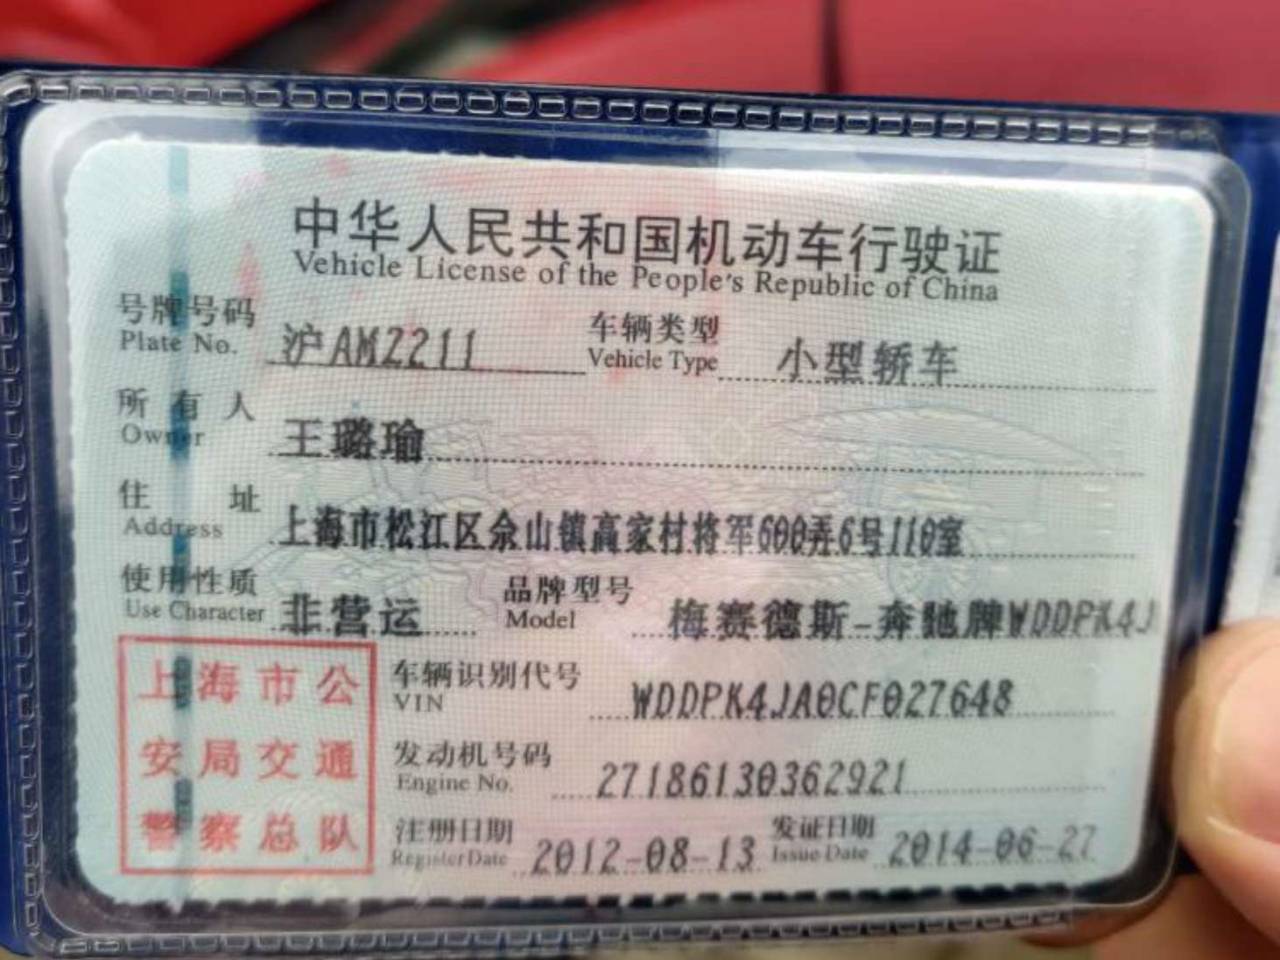 中华人民共和国机动车行驶证
Vehicle License of the People's Republic of China
号牌号码 沪AMZ211 车辆类型 小型轿车
Plate No. Vehicle Type
所有人 王璐瑜
Owner
住址 上海市松江区佘山镇高家村将军600弄6号110室
Address
使用性质 非营运 品牌型号 梅赛德斯-奔驰牌WDDPK4J
Use Character Model
上海市公
安局交通
警察总队
车辆识别代号 WDDPK4JA0CF027648
VIN
发动机号码 27186130362921
Engine No.
注册日期 2012-08-13 发证日期 2014-06-27
Register Date Issue Date